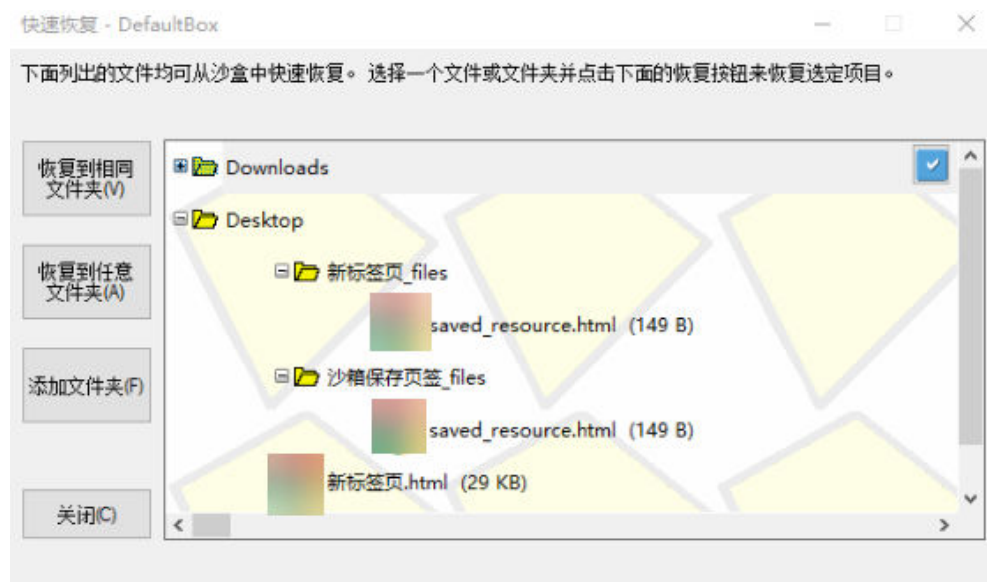 快速恢复 - DefaultBox
下面列出的文件均可从沙盒中快速恢复。 选择一个文件或文件夹并点击下面的恢复按钮来恢复选定项目。
恢复到相同
文件夹(V)
恢复到任意
文件夹(A)
添加文件夹(F)
关闭(C)
Downloads
Desktop
新标签页_files
saved_resource.html (149 B)
沙箱保存页签_files
saved_resource.html (149 B)
新标签页.html (29 KB)